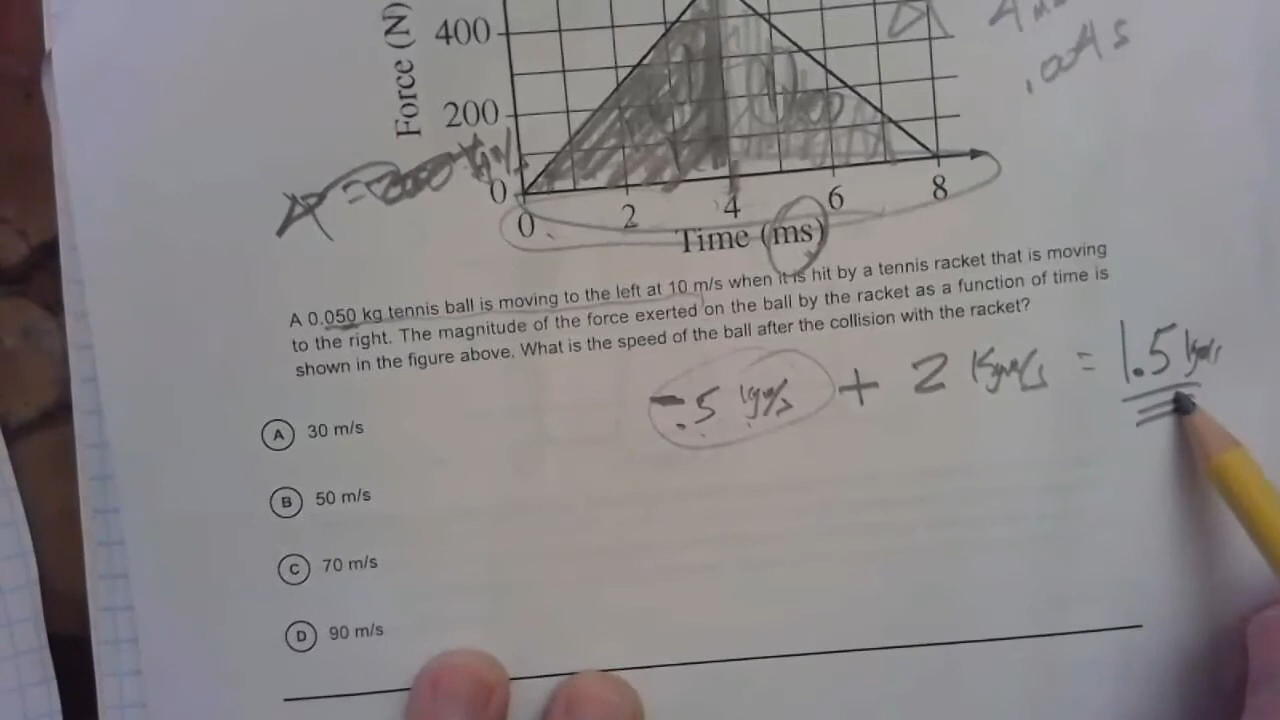 400
Force (N)
200
.004 s
0
0 2 4 6 8
Time (ms)
A 0.050 kg tennis ball is moving to the left at 10 m/s when it is hit by a tennis racket that is moving
to the right. The magnitude of the force exerted on the ball by the racket as a function of time is
shown in the figure above. What is the speed of the ball after the collision with the racket?
-.5 kgm/s + 2 kgm/s = 1.5 kgm/s
A 30 m/s
B 50 m/s
C 70 m/s
D 90 m/s